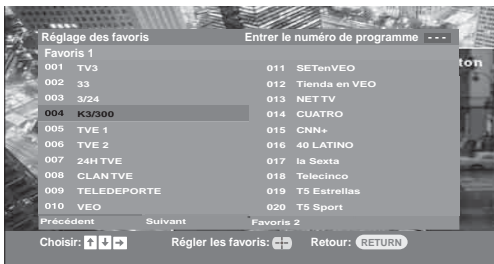 Réglage des favoris Entrer le numéro de programme - - -
Favoris 1
ton
001 TV3
002 33
003 3/24
004 K3/300
005 TVE 1
006 TVE 2
007 24H TVE
008 CLAN TVE
009 TELEDEPORTE
010 VEO
011 SETenVEO
012 Tienda en VEO
013 NET TV
014 CUATRO
015 CNN+
016 40 LATINO
017 la Sexta
018 Telecinco
019 T5 Estrellas
020 T5 Sport
Précédent Suivant Favoris 2
Choisir: Régler les favoris: Retour: RETURN